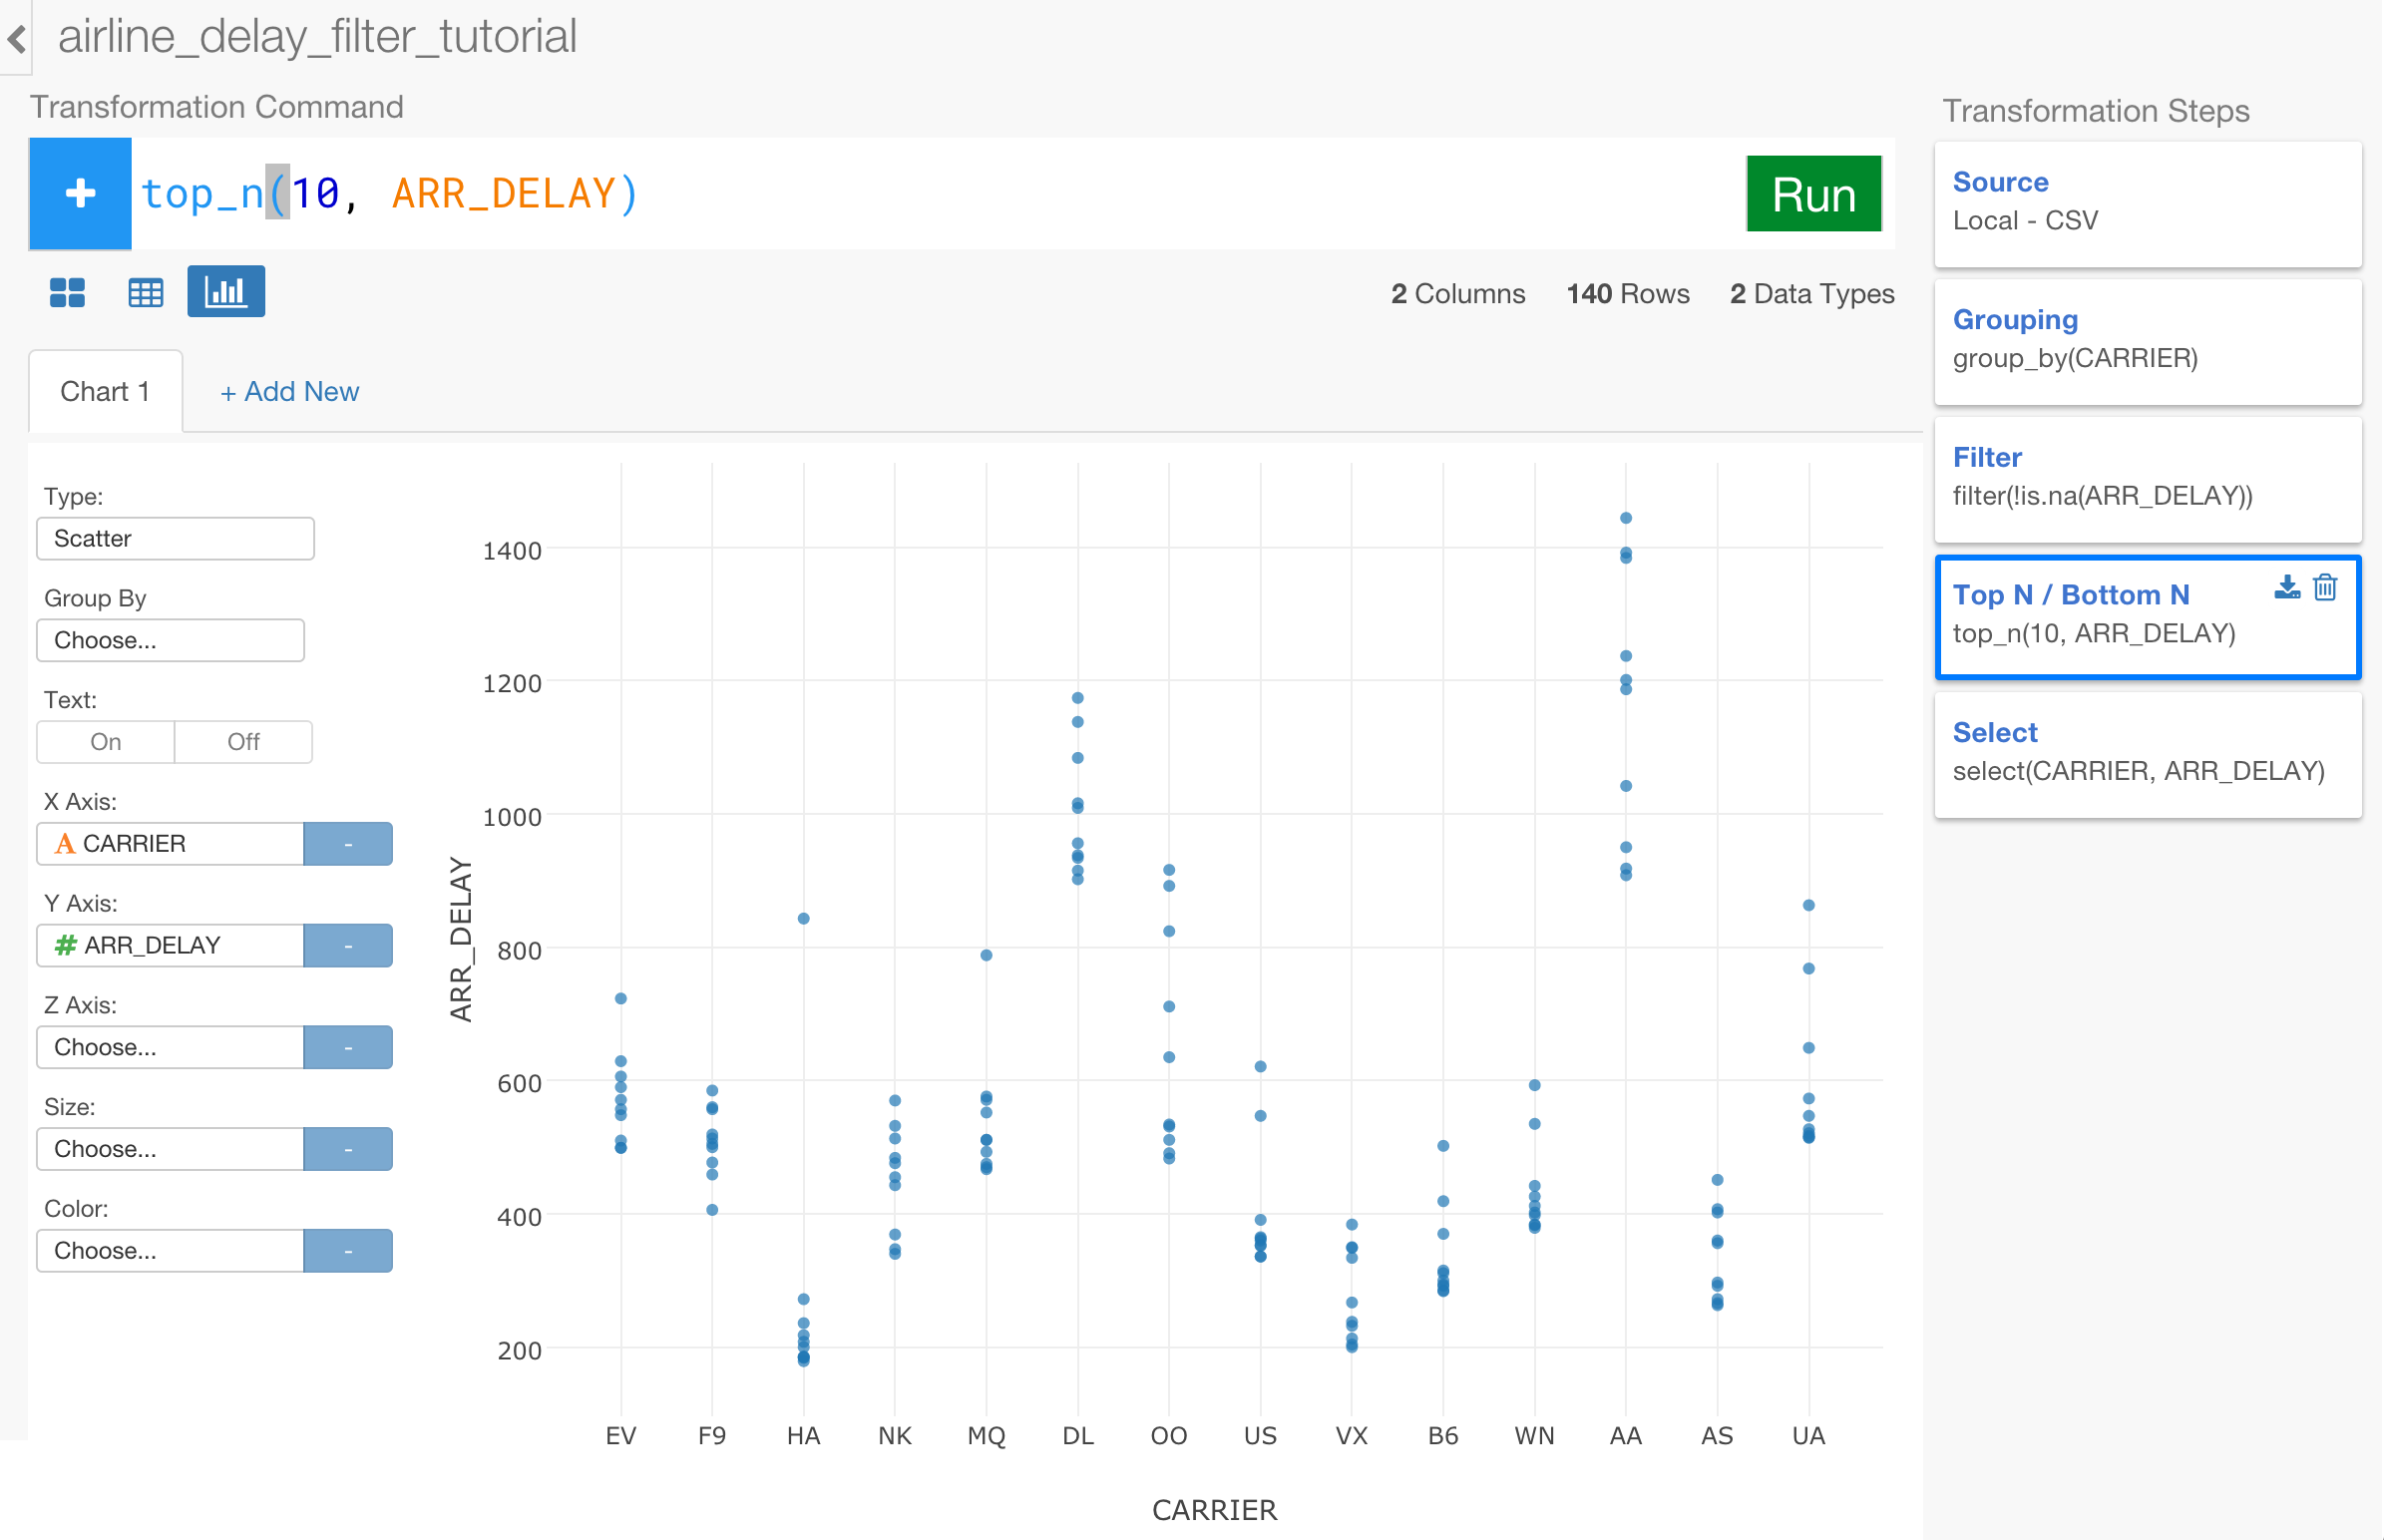 airline_delay_filter_tutorial
Transformation Command
top_n(10, ARR_DELAY)
Run
2 Columns 140 Rows 2 Data Types
Chart 1
+ Add New
Type:
Scatter
Group By
Choose...
Text:
On Off
X Axis:
A CARRIER -
Y Axis:
# ARR_DELAY -
Z Axis:
Choose... -
Size:
Choose... -
Color:
Choose... -
ARR_DELAY
1400
1200
1000
800
600
400
200
EV F9 HA NK MQ DL OO US VX B6 WN AA AS UA
CARRIER
Transformation Steps
Source
Local - CSV
Grouping
group_by(CARRIER)
Filter
filter(!is.na(ARR_DELAY))
Top N / Bottom N
top_n(10, ARR_DELAY)
Select
select(CARRIER, ARR_DELAY)